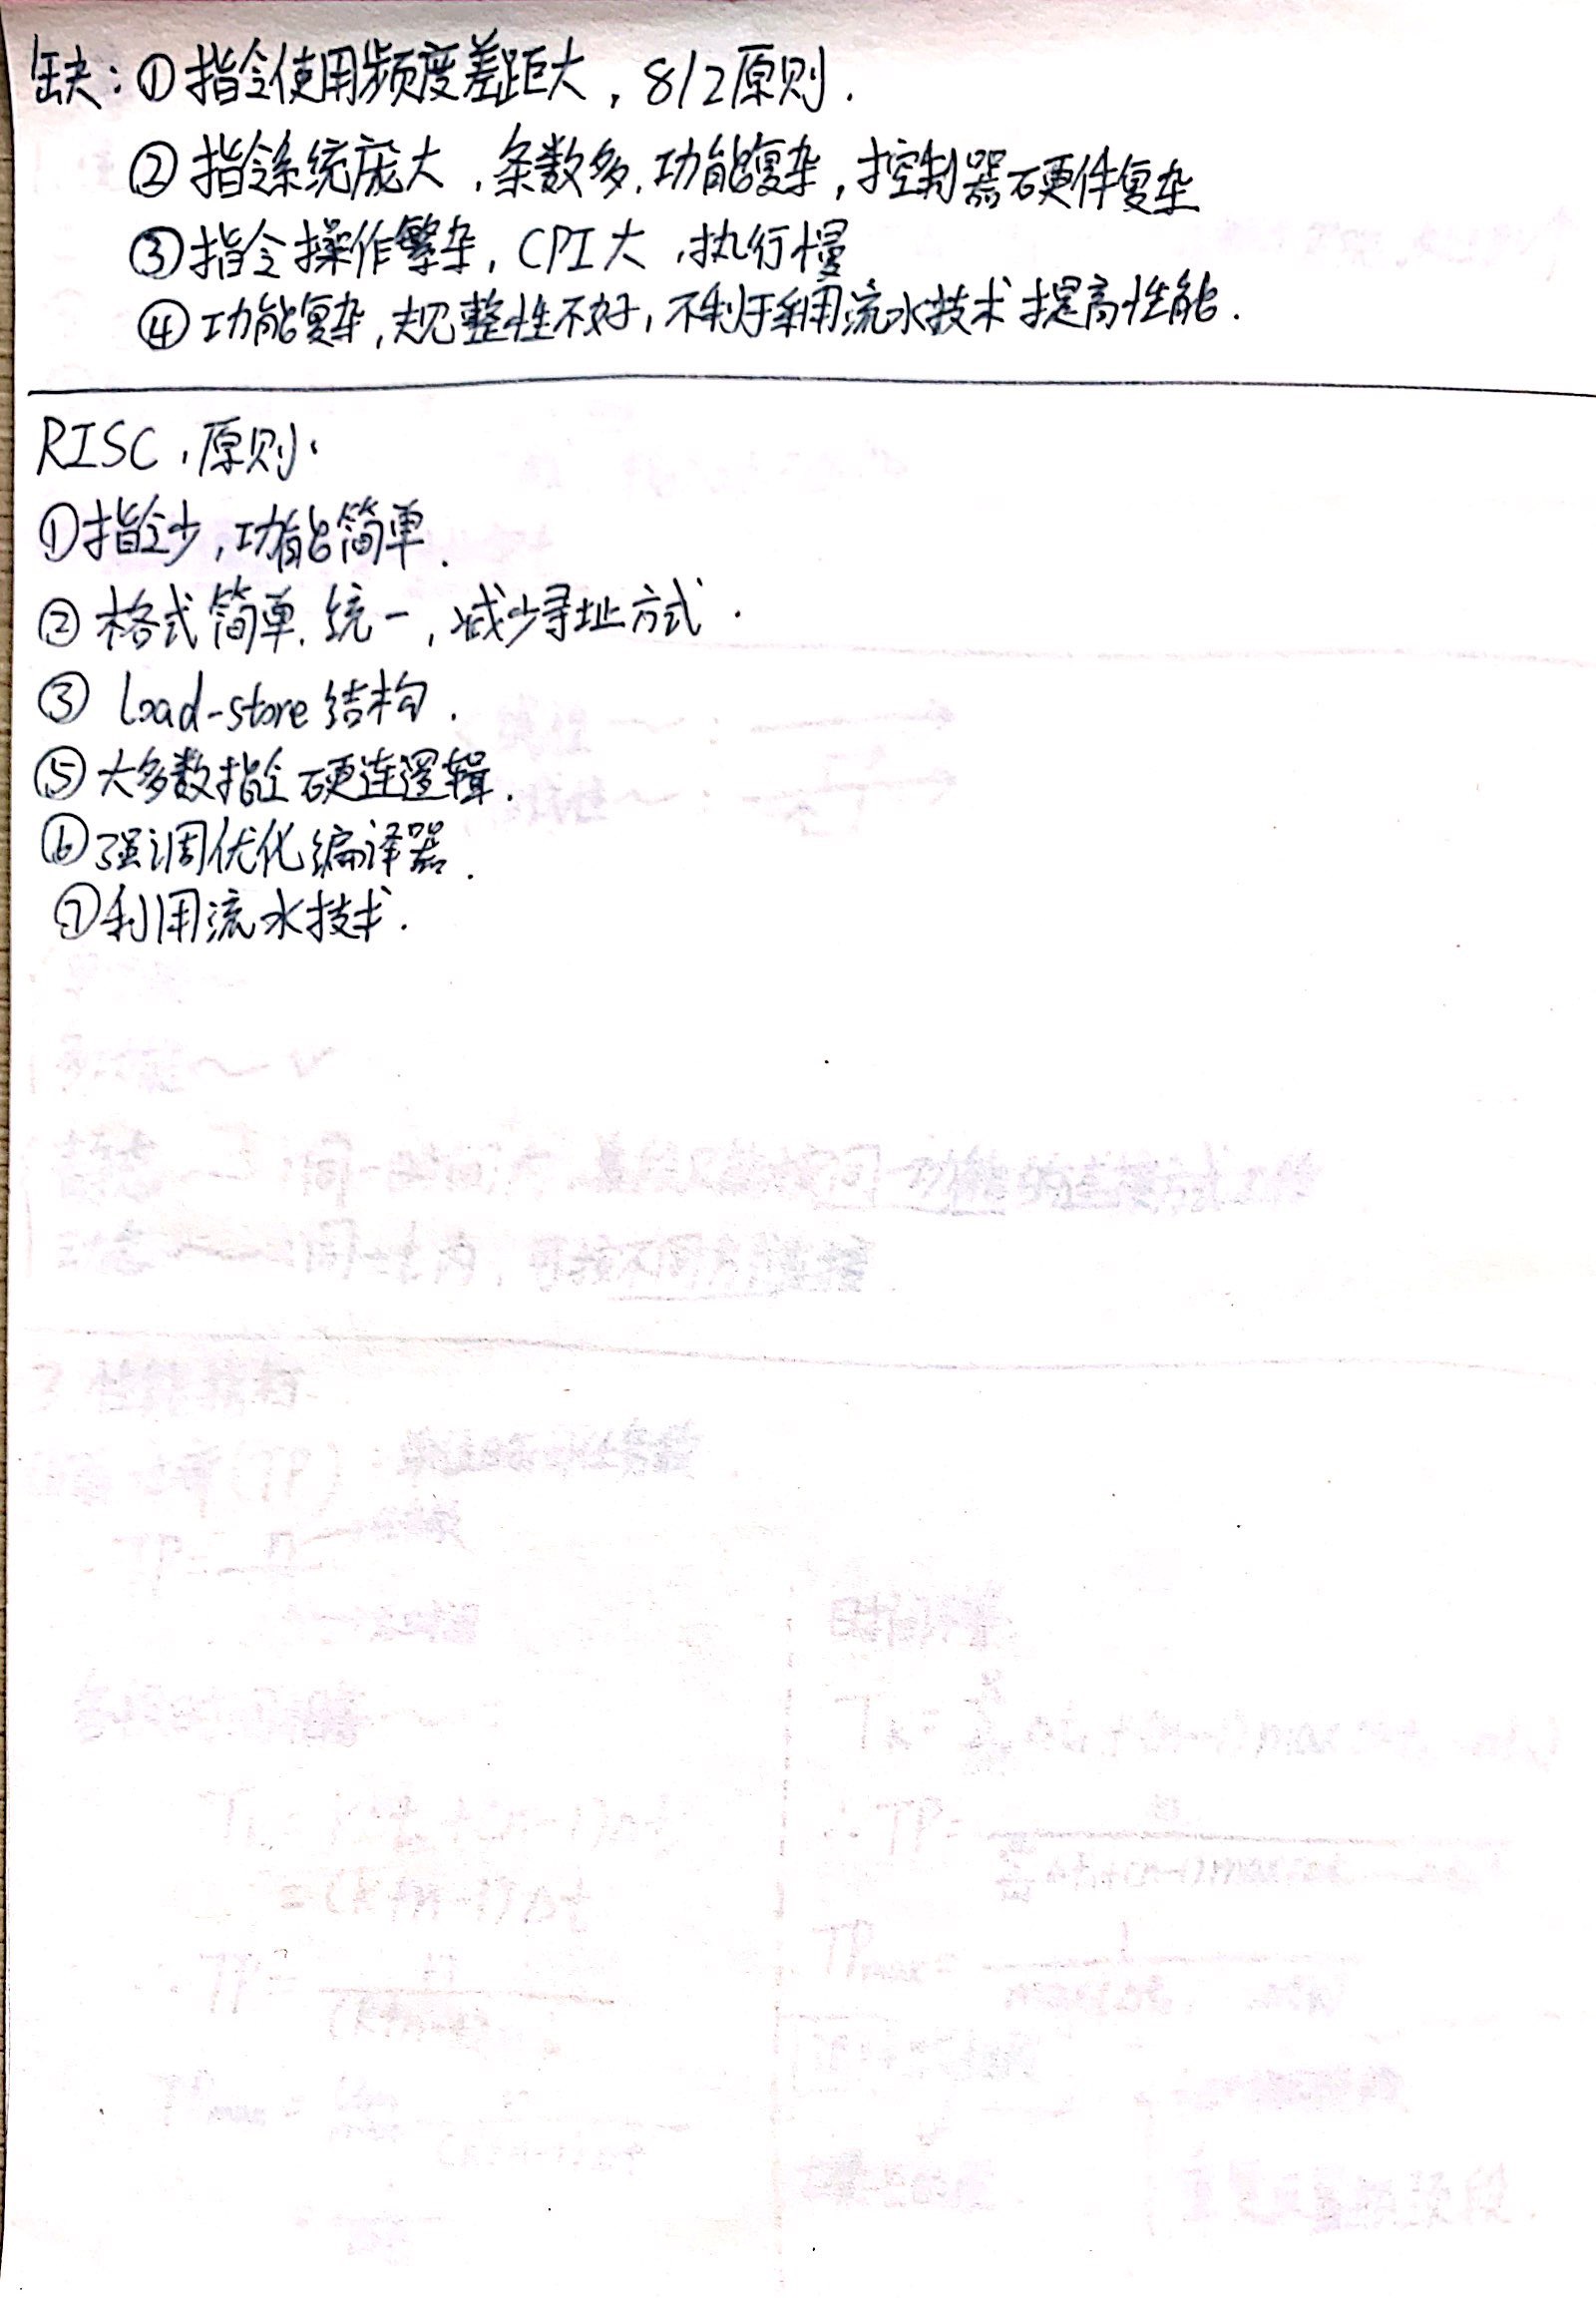 缺：①指令使用频度差距大，8/2原则.
②指令系统庞大，条数多，功能复杂，控制器硬件复杂
③指令操作繁杂，CPI大，执行慢
④功能复杂，规整性不好，不利于利用流水技术提高性能.
RISC，原则：
①指令少，功能简单.
②格式简单.统一，减少寻址方式.
③ load-store结构.
⑤大多数指令硬连逻辑.
⑥强调优化编译器.
⑦利用流水技术.